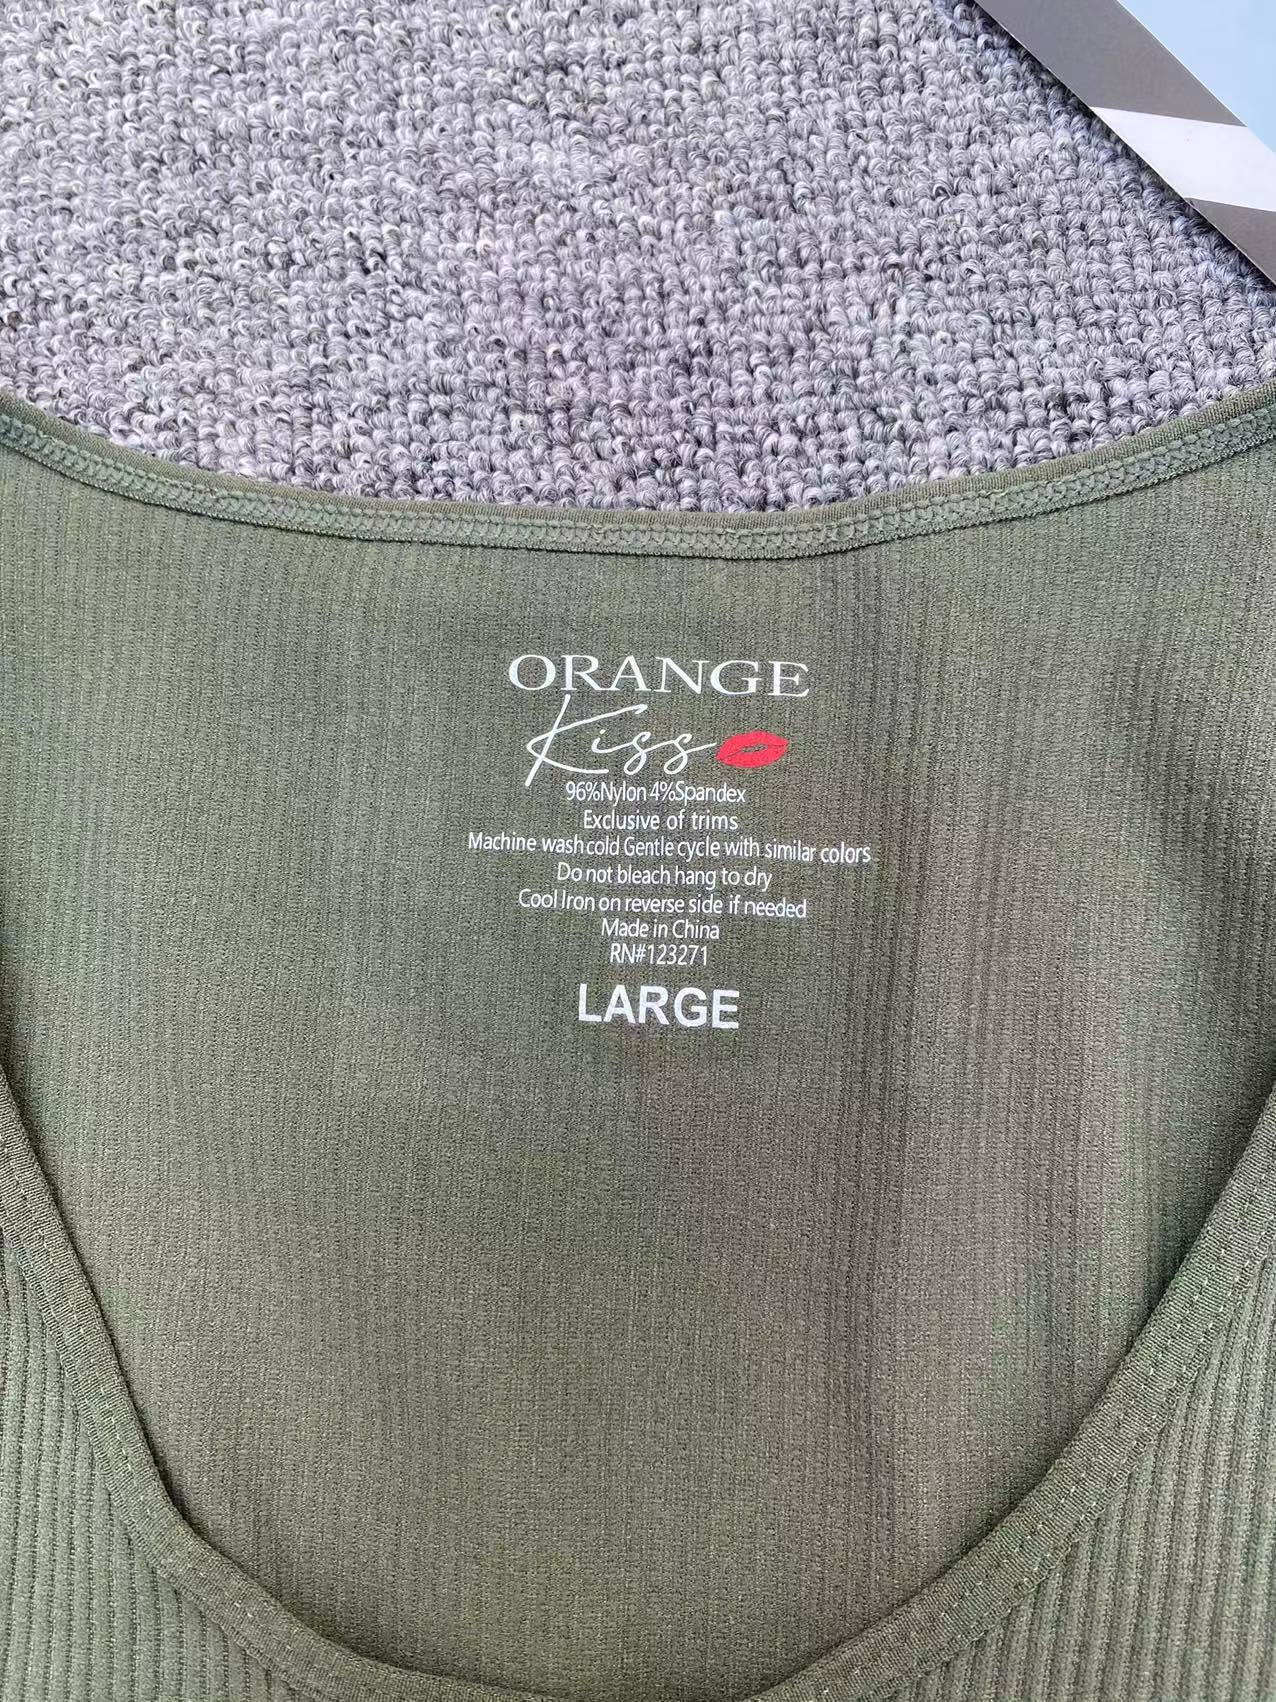 ORANGE
Kiss
96%Nylon 4%Spandex
Exclusive of trims
Machine wash cold Gentle cycle with similar colors
Do not bleach hang to dry
Cool Iron on reverse side if needed
Made in China
RN#123271
LARGE